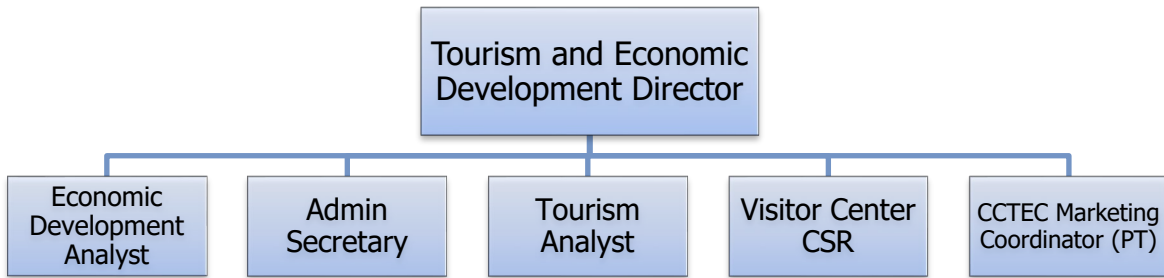 Tourism and Economic
Development Director
Economic
Development
Analyst
Admin
Secretary
Tourism
Analyst
Visitor Center
CSR
CCTEC Marketing
Coordinator (PT)